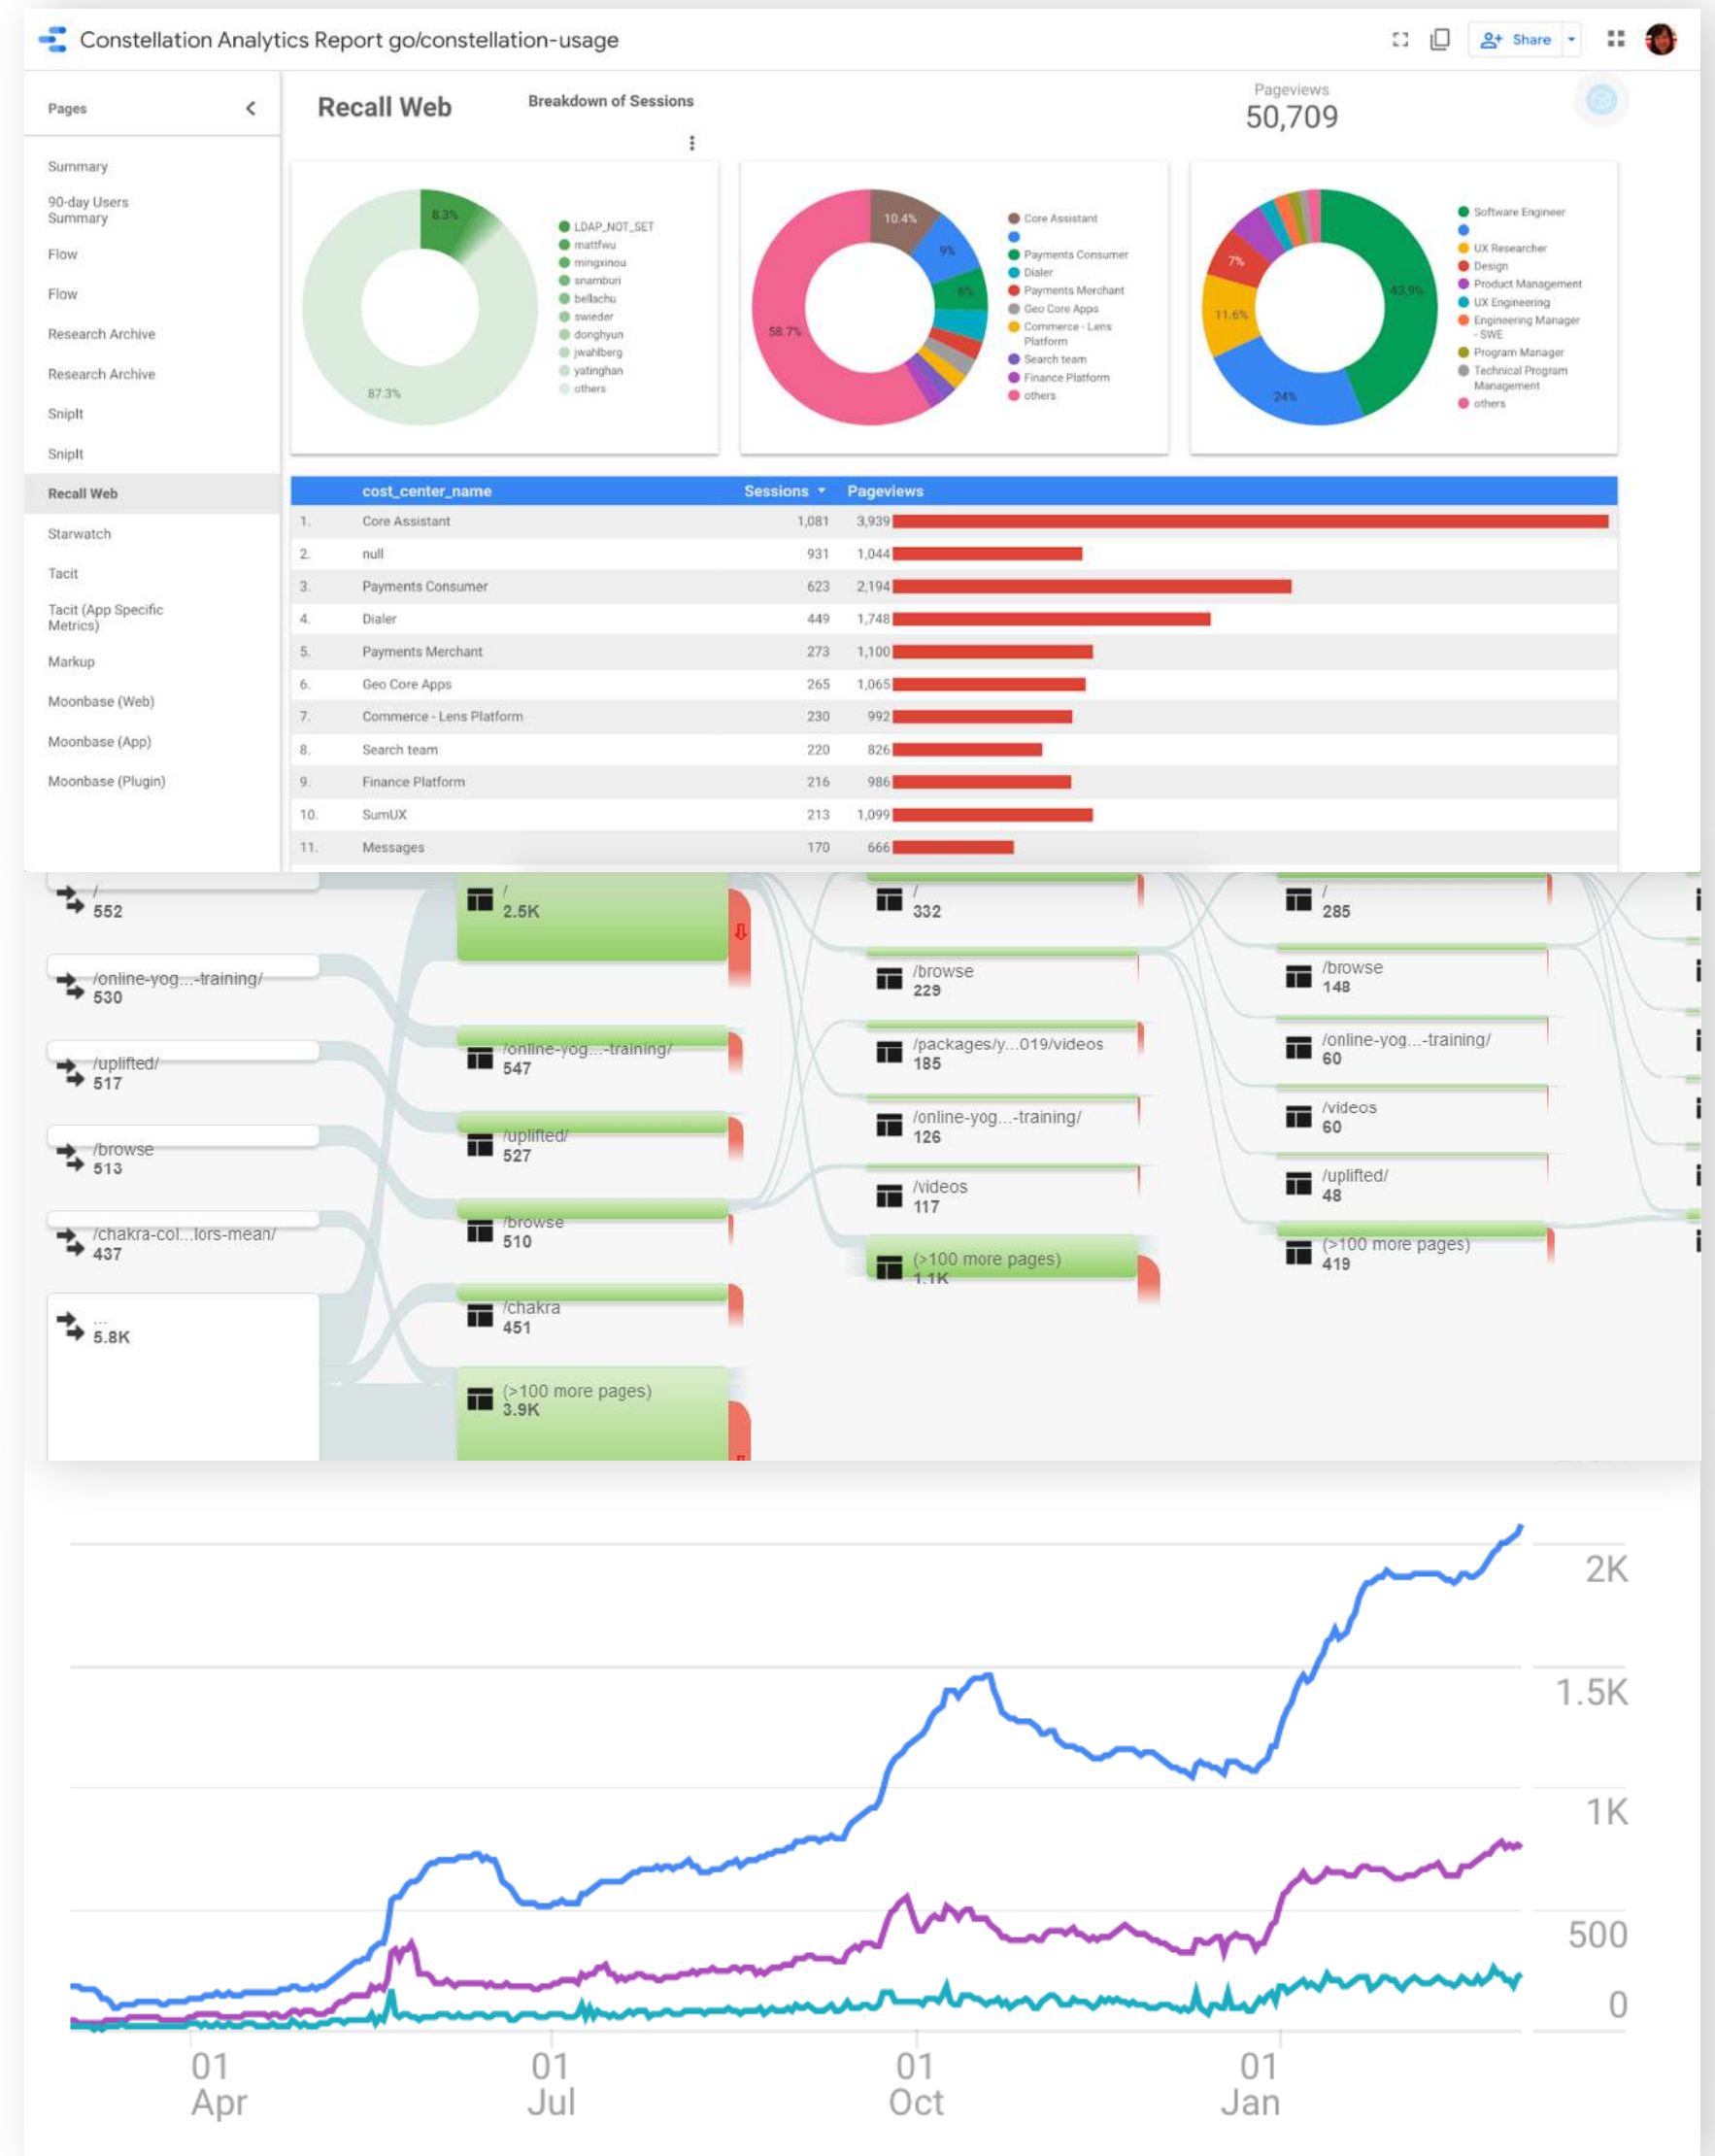 Constellation Analytics Report go/constellation-usage
Share
Pages
Recall Web
Breakdown of Sessions
Pageviews
50,709
Summary
90-day Users
Summary
Flow
Flow
Research Archive
Research Archive
SnipIt
SnipIt
Recall Web
Starwatch
Tacit
Tacit (App Specific
Metrics)
Markup
Moonbase (Web)
Moonbase (App)
Moonbase (Plugin)
8.3%
87.3%
LDAP_NOT_SET
mattfwu
mingxinou
snamburi
bellachu
swieder
donghyun
jwahlberg
yatinghan
others
10.4%
9%
6%
58.7%
Core Assistant
Payments Consumer
Dialer
Payments Merchant
Geo Core Apps
Commerce - Lens
Platform
Search team
Finance Platform
others
7%
43.9%
11.6%
24%
Software Engineer
UX Researcher
Design
Product Management
UX Engineering
Engineering Manager
- SWE
Program Manager
Technical Program
Management
others
cost_center_name Sessions Pageviews
1. Core Assistant 1,081 3,939
2. null 931 1,044
3. Payments Consumer 623 2,194
4. Dialer 449 1,748
5. Payments Merchant 273 1,100
6. Geo Core Apps 265 1,065
7. Commerce - Lens Platform 230 992
8. Search team 220 826
9. Finance Platform 216 986
10. SumUX 213 1,099
11. Messages 170 666
/
552
/online-yog...-training/
530
/uplifted/
517
/browse
513
/chakra-col...lors-mean/
437
...
5.8K
/
2.5K
/online-yog...-training/
547
/uplifted/
527
/browse
510
/chakra
451
(>100 more pages)
3.9K
/
332
/browse
229
/packages/y...019/videos
185
/online-yog...-training/
126
/videos
117
(>100 more pages)
1.1K
/
285
/browse
148
/online-yog...-training/
60
/videos
60
/uplifted/
48
(>100 more pages)
419
2K
1.5K
1K
500
0
01
Apr
01
Jul
01
Oct
01
Jan